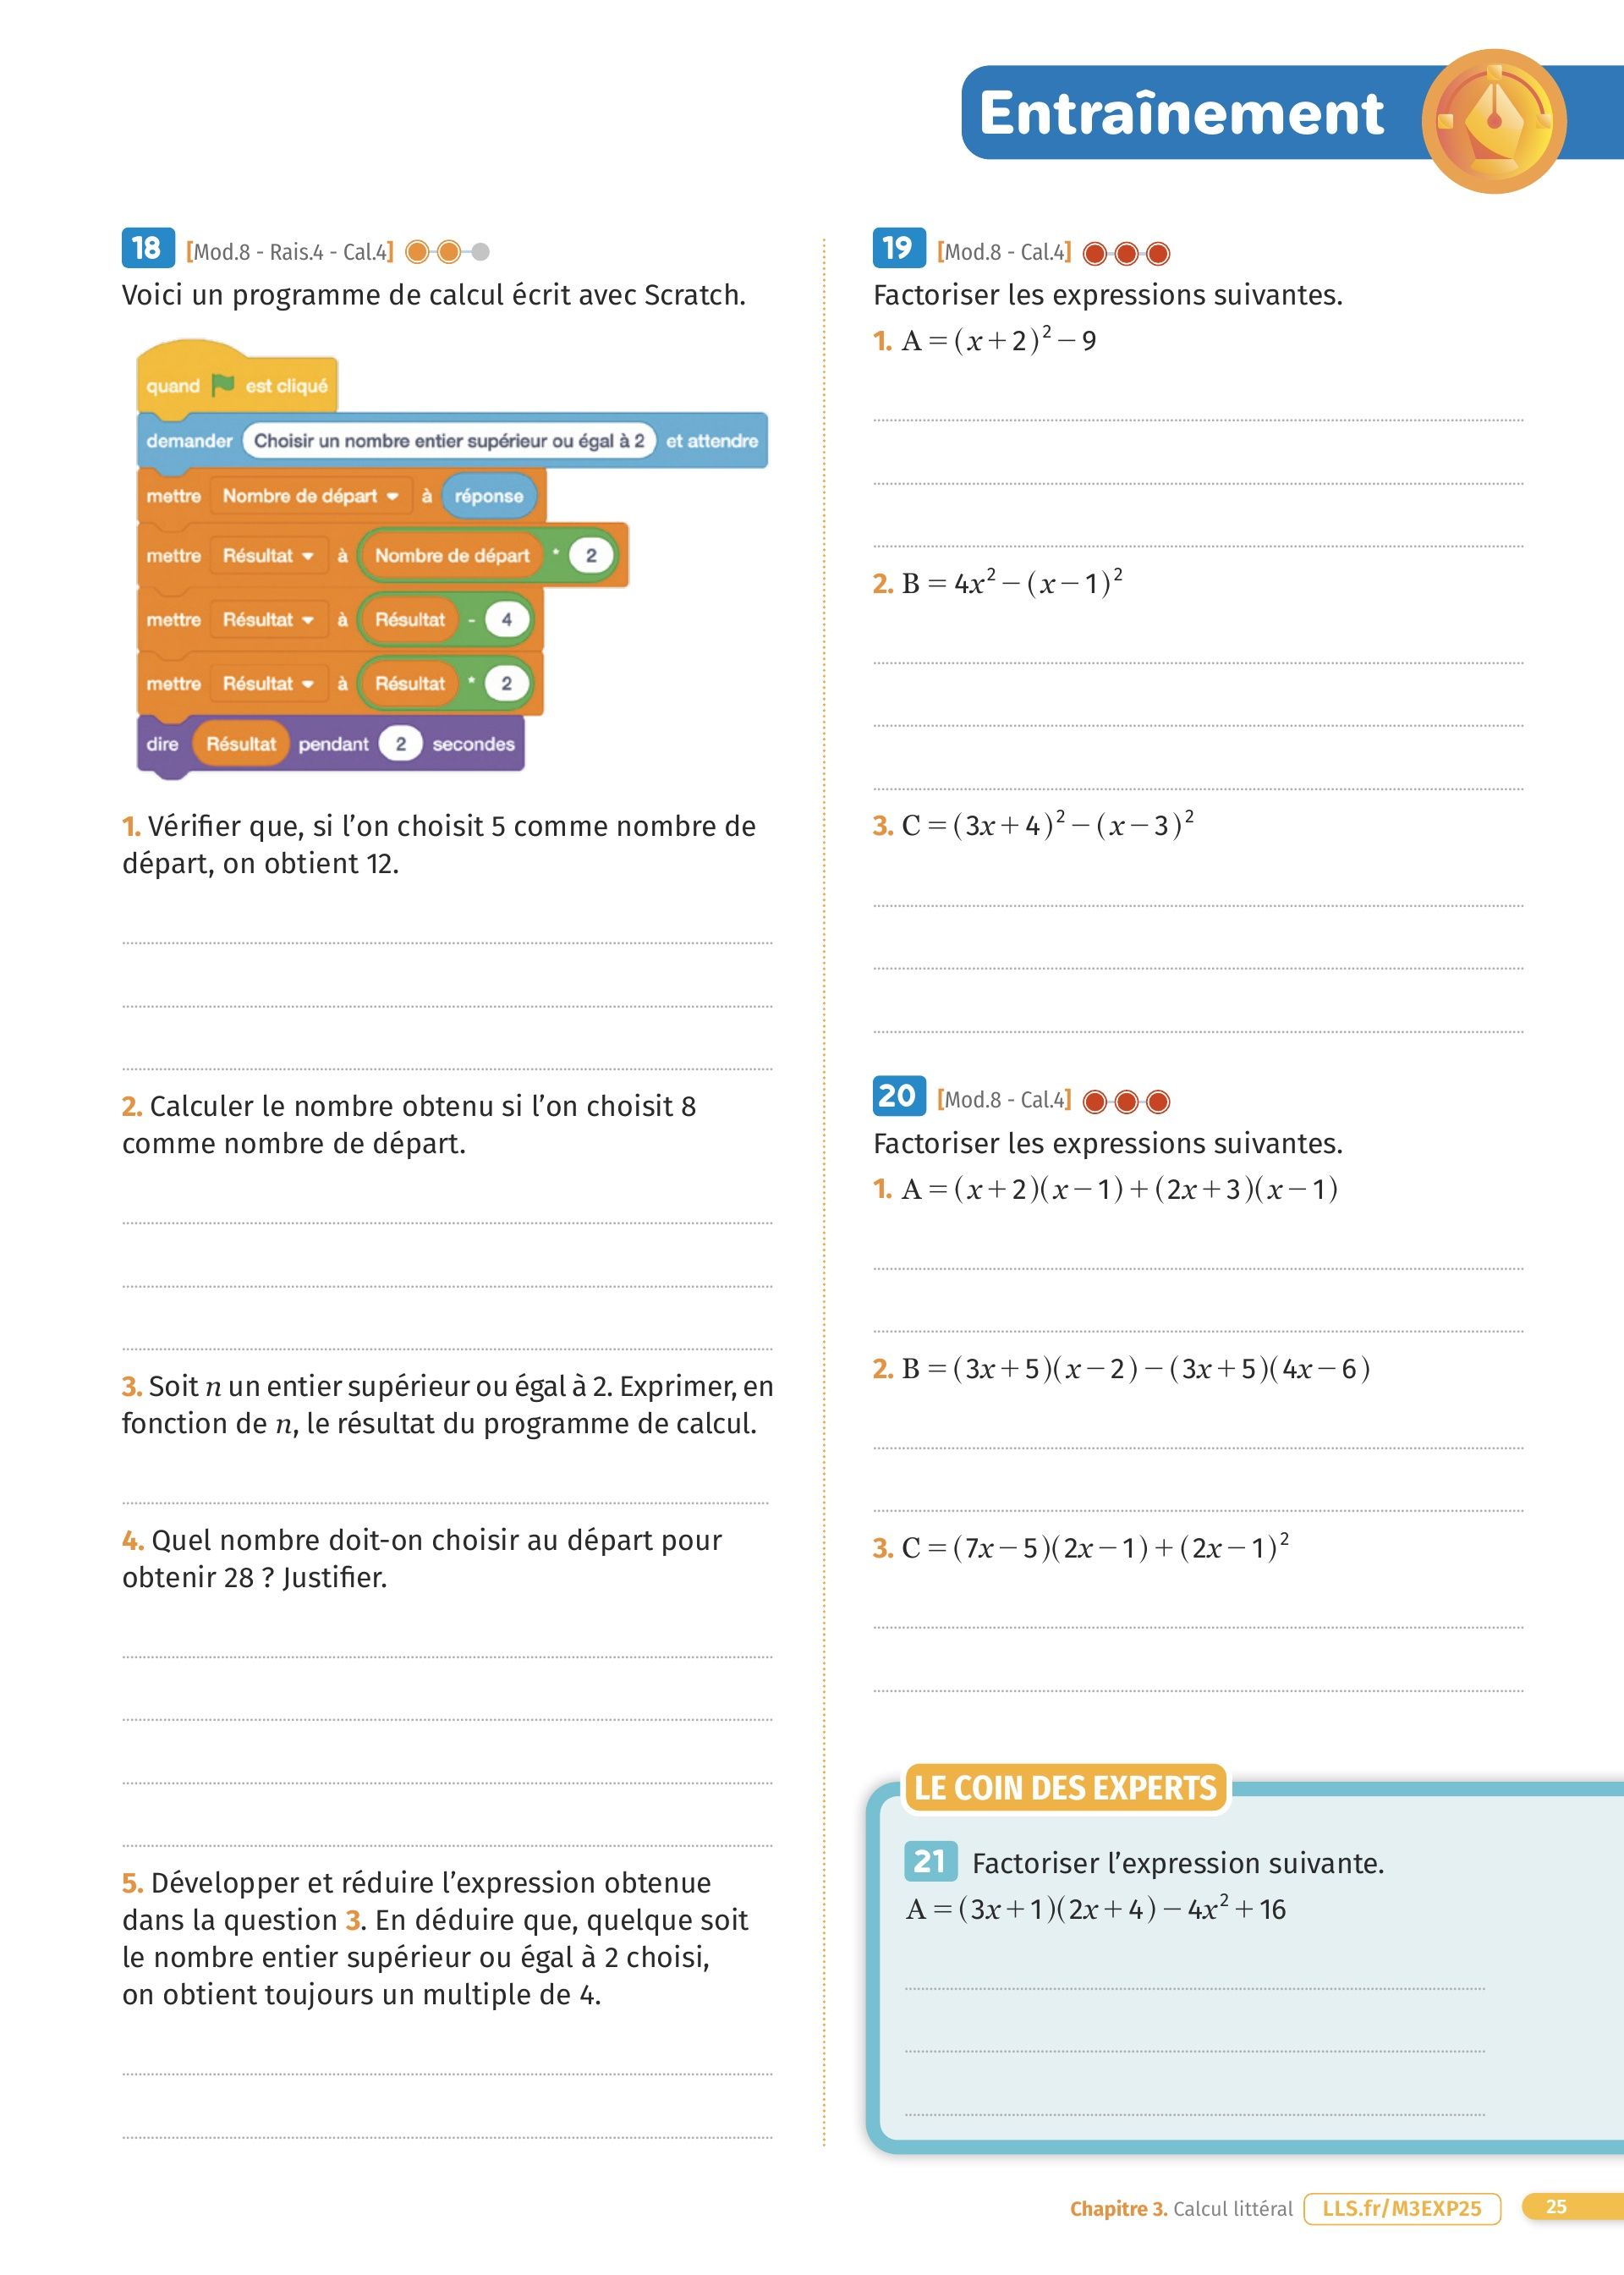 Entraînement
18 [Mod.8 - Rais.4 - Cal.4]
Voici un programme de calcul écrit avec Scratch.
quand est cliqué
demander Choisir un nombre entier supérieur ou égal à 2 et attendre
mettre Nombre de départ à réponse
mettre Résultat à Nombre de départ * 2
mettre Résultat à Résultat - 4
mettre Résultat à Résultat * 2
dire Résultat pendant 2 secondes
1. Vérifier que, si l’on choisit 5 comme nombre de
départ, on obtient 12.
2. Calculer le nombre obtenu si l’on choisit 8
comme nombre de départ.
3. Soit n un entier supérieur ou égal à 2. Exprimer, en
fonction de n, le résultat du programme de calcul.
4. Quel nombre doit-on choisir au départ pour
obtenir 28 ? Justifier.
5. Développer et réduire l’expression obtenue
dans la question 3. En déduire que, quelque soit
le nombre entier supérieur ou égal à 2 choisi,
on obtient toujours un multiple de 4.
19 [Mod.8 - Cal.4]
Factoriser les expressions suivantes.
1. A = (x + 2)² − 9
2. B = 4x² − (x − 1)²
3. C = (3x + 4)² − (x − 3)²
20 [Mod.8 - Cal.4]
Factoriser les expressions suivantes.
1. A = (x + 2)(x − 1) + (2x + 3)(x − 1)
2. B = (3x + 5)(x − 2) − (3x + 5)(4x − 6)
3. C = (7x − 5)(2x − 1) + (2x − 1)²
LE COIN DES EXPERTS
21 Factoriser l’expression suivante.
A = (3x + 1)(2x + 4) − 4x² + 16
Chapitre 3. Calcul littéral LLS.fr/M3EXP25 25